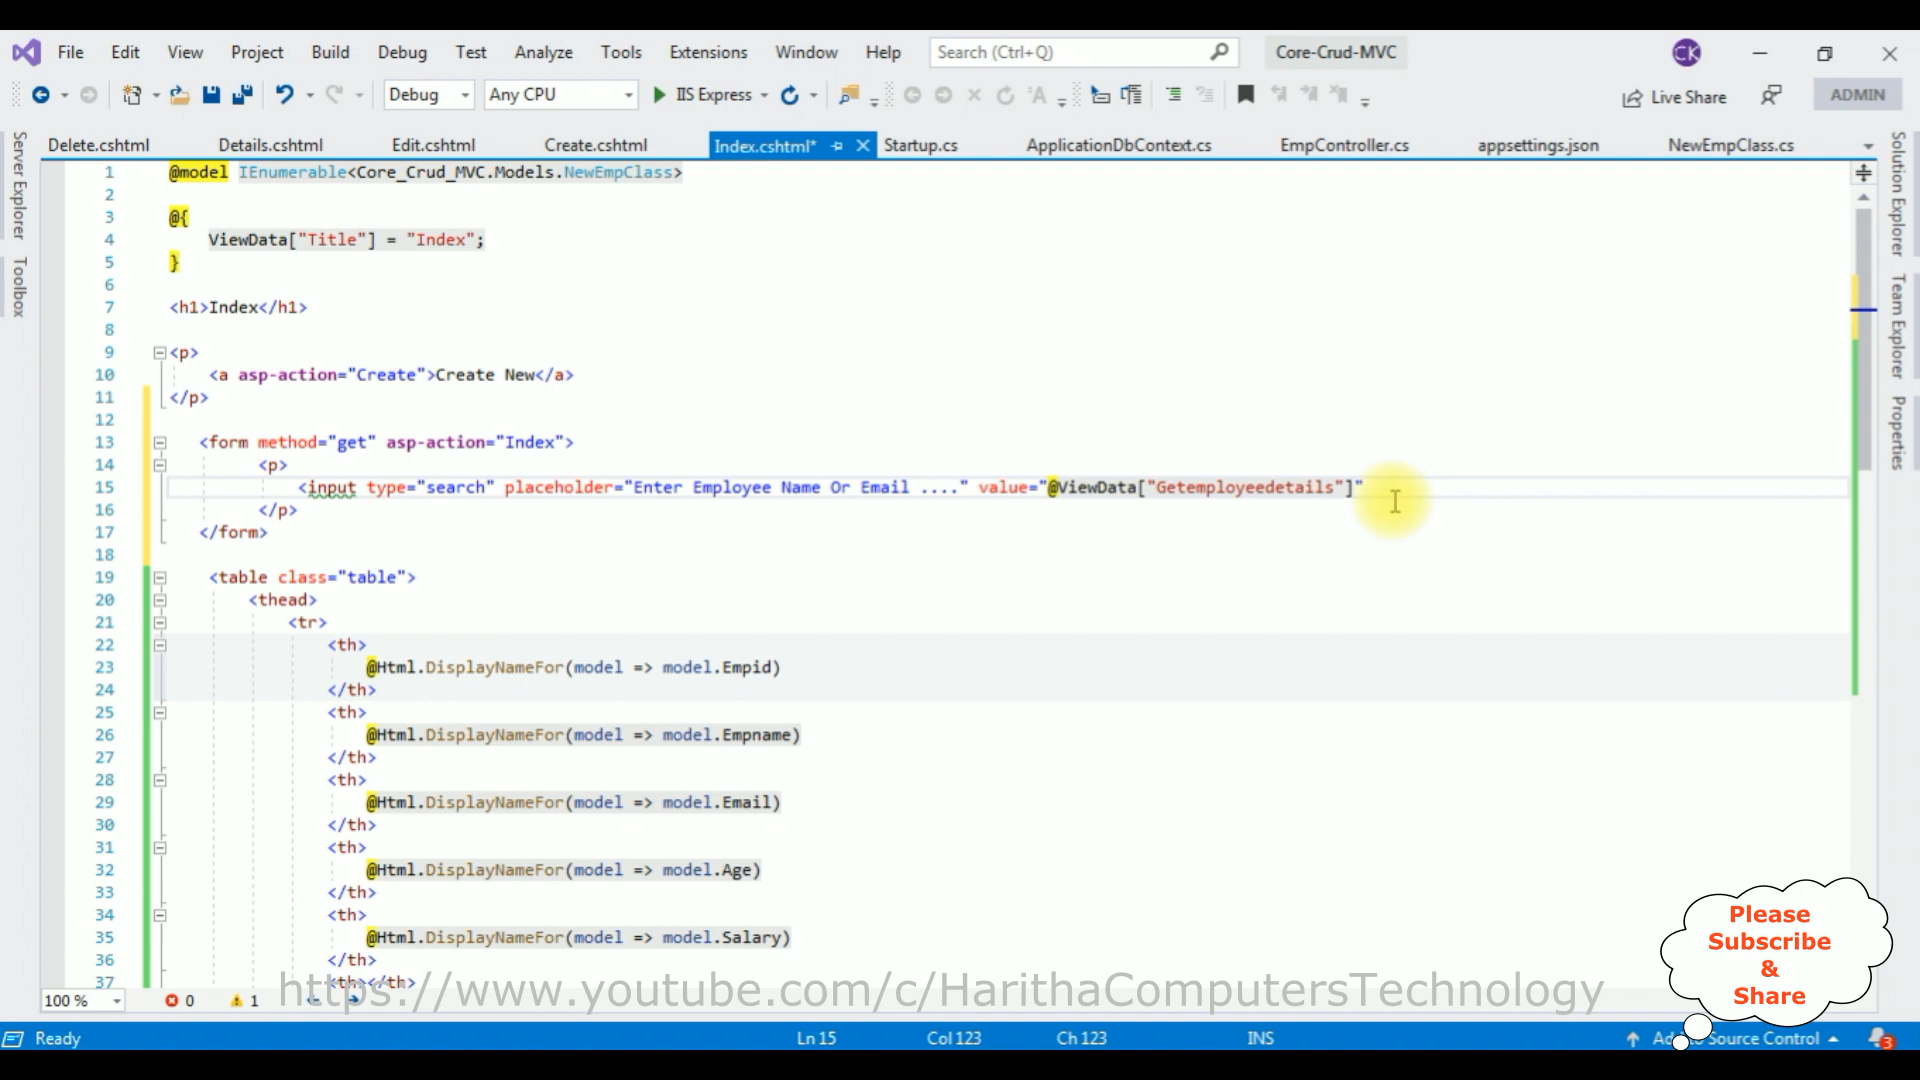 File Edit View Project Build Debug Test Analyze Tools Extensions Window Help Search (Ctrl+Q) Core-Crud-MVC CK
Debug Any CPU IIS Express Live Share ADMIN
Delete.cshtml Details.cshtml Edit.cshtml Create.cshtml Index.cshtml* Startup.cs ApplicationDbContext.cs EmpController.cs appsettings.json NewEmpClass.cs
Server Explorer
Toolbox
Solution Explorer
Team Explorer
Properties
1 @model IEnumerable<Core_Crud_MVC.Models.NewEmpClass>
2
3 @{
4 ViewData["Title"] = "Index";
5 }
6
7 <h1>Index</h1>
8
9 <p>
10 <a asp-action="Create">Create New</a>
11 </p>
12
13 <form method="get" asp-action="Index">
14 <p>
15 <input type="search" placeholder="Enter Employee Name Or Email ...." value="@ViewData["Getemployeedetails"]"
16 </p>
17 </form>
18
19 <table class="table">
20 <thead>
21 <tr>
22 <th>
23 @Html.DisplayNameFor(model => model.Empid)
24 </th>
25 <th>
26 @Html.DisplayNameFor(model => model.Empname)
27 </th>
28 <th>
29 @Html.DisplayNameFor(model => model.Email)
30 </th>
31 <th>
32 @Html.DisplayNameFor(model => model.Age)
33 </th>
34 <th>
35 @Html.DisplayNameFor(model => model.Salary)
36 </th>
37 <th></th>
100 % 0 1
https://www.youtube.com/c/HarithaComputersTechnology
Please
Subscribe
&
Share
Ready Ln 15 Col 123 Ch 123 INS Source Control 3